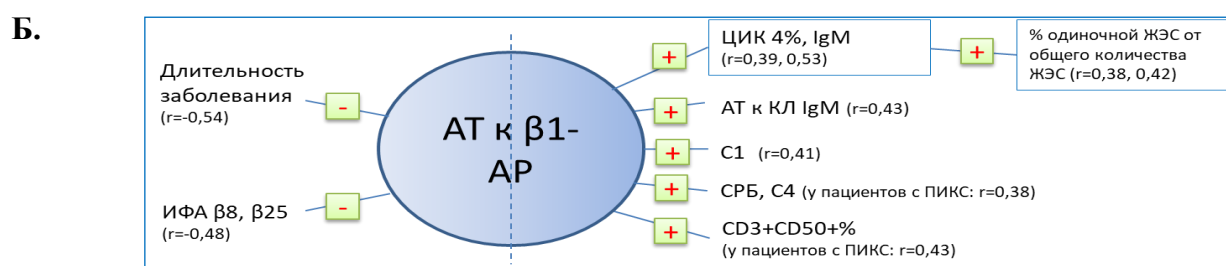 Б.
Длительность
заболевания
(r=-0,54)
-
ИФА β8, β25
(r=-0,48)
-
АТ к β1-
АР
+
ЦИК 4%, IgM
(r=0,39, 0,53)
+
% одиночной ЖЭС от
общего количества
ЖЭС (r=0,38, 0,42)
+
АТ к КЛ IgM (r=0,43)
+
С1 (r=0,41)
+
СРБ, С4 (у пациентов с ПИКС: r=0,38)
+
CD3+CD50+%
(у пациентов с ПИКС: r=0,43)